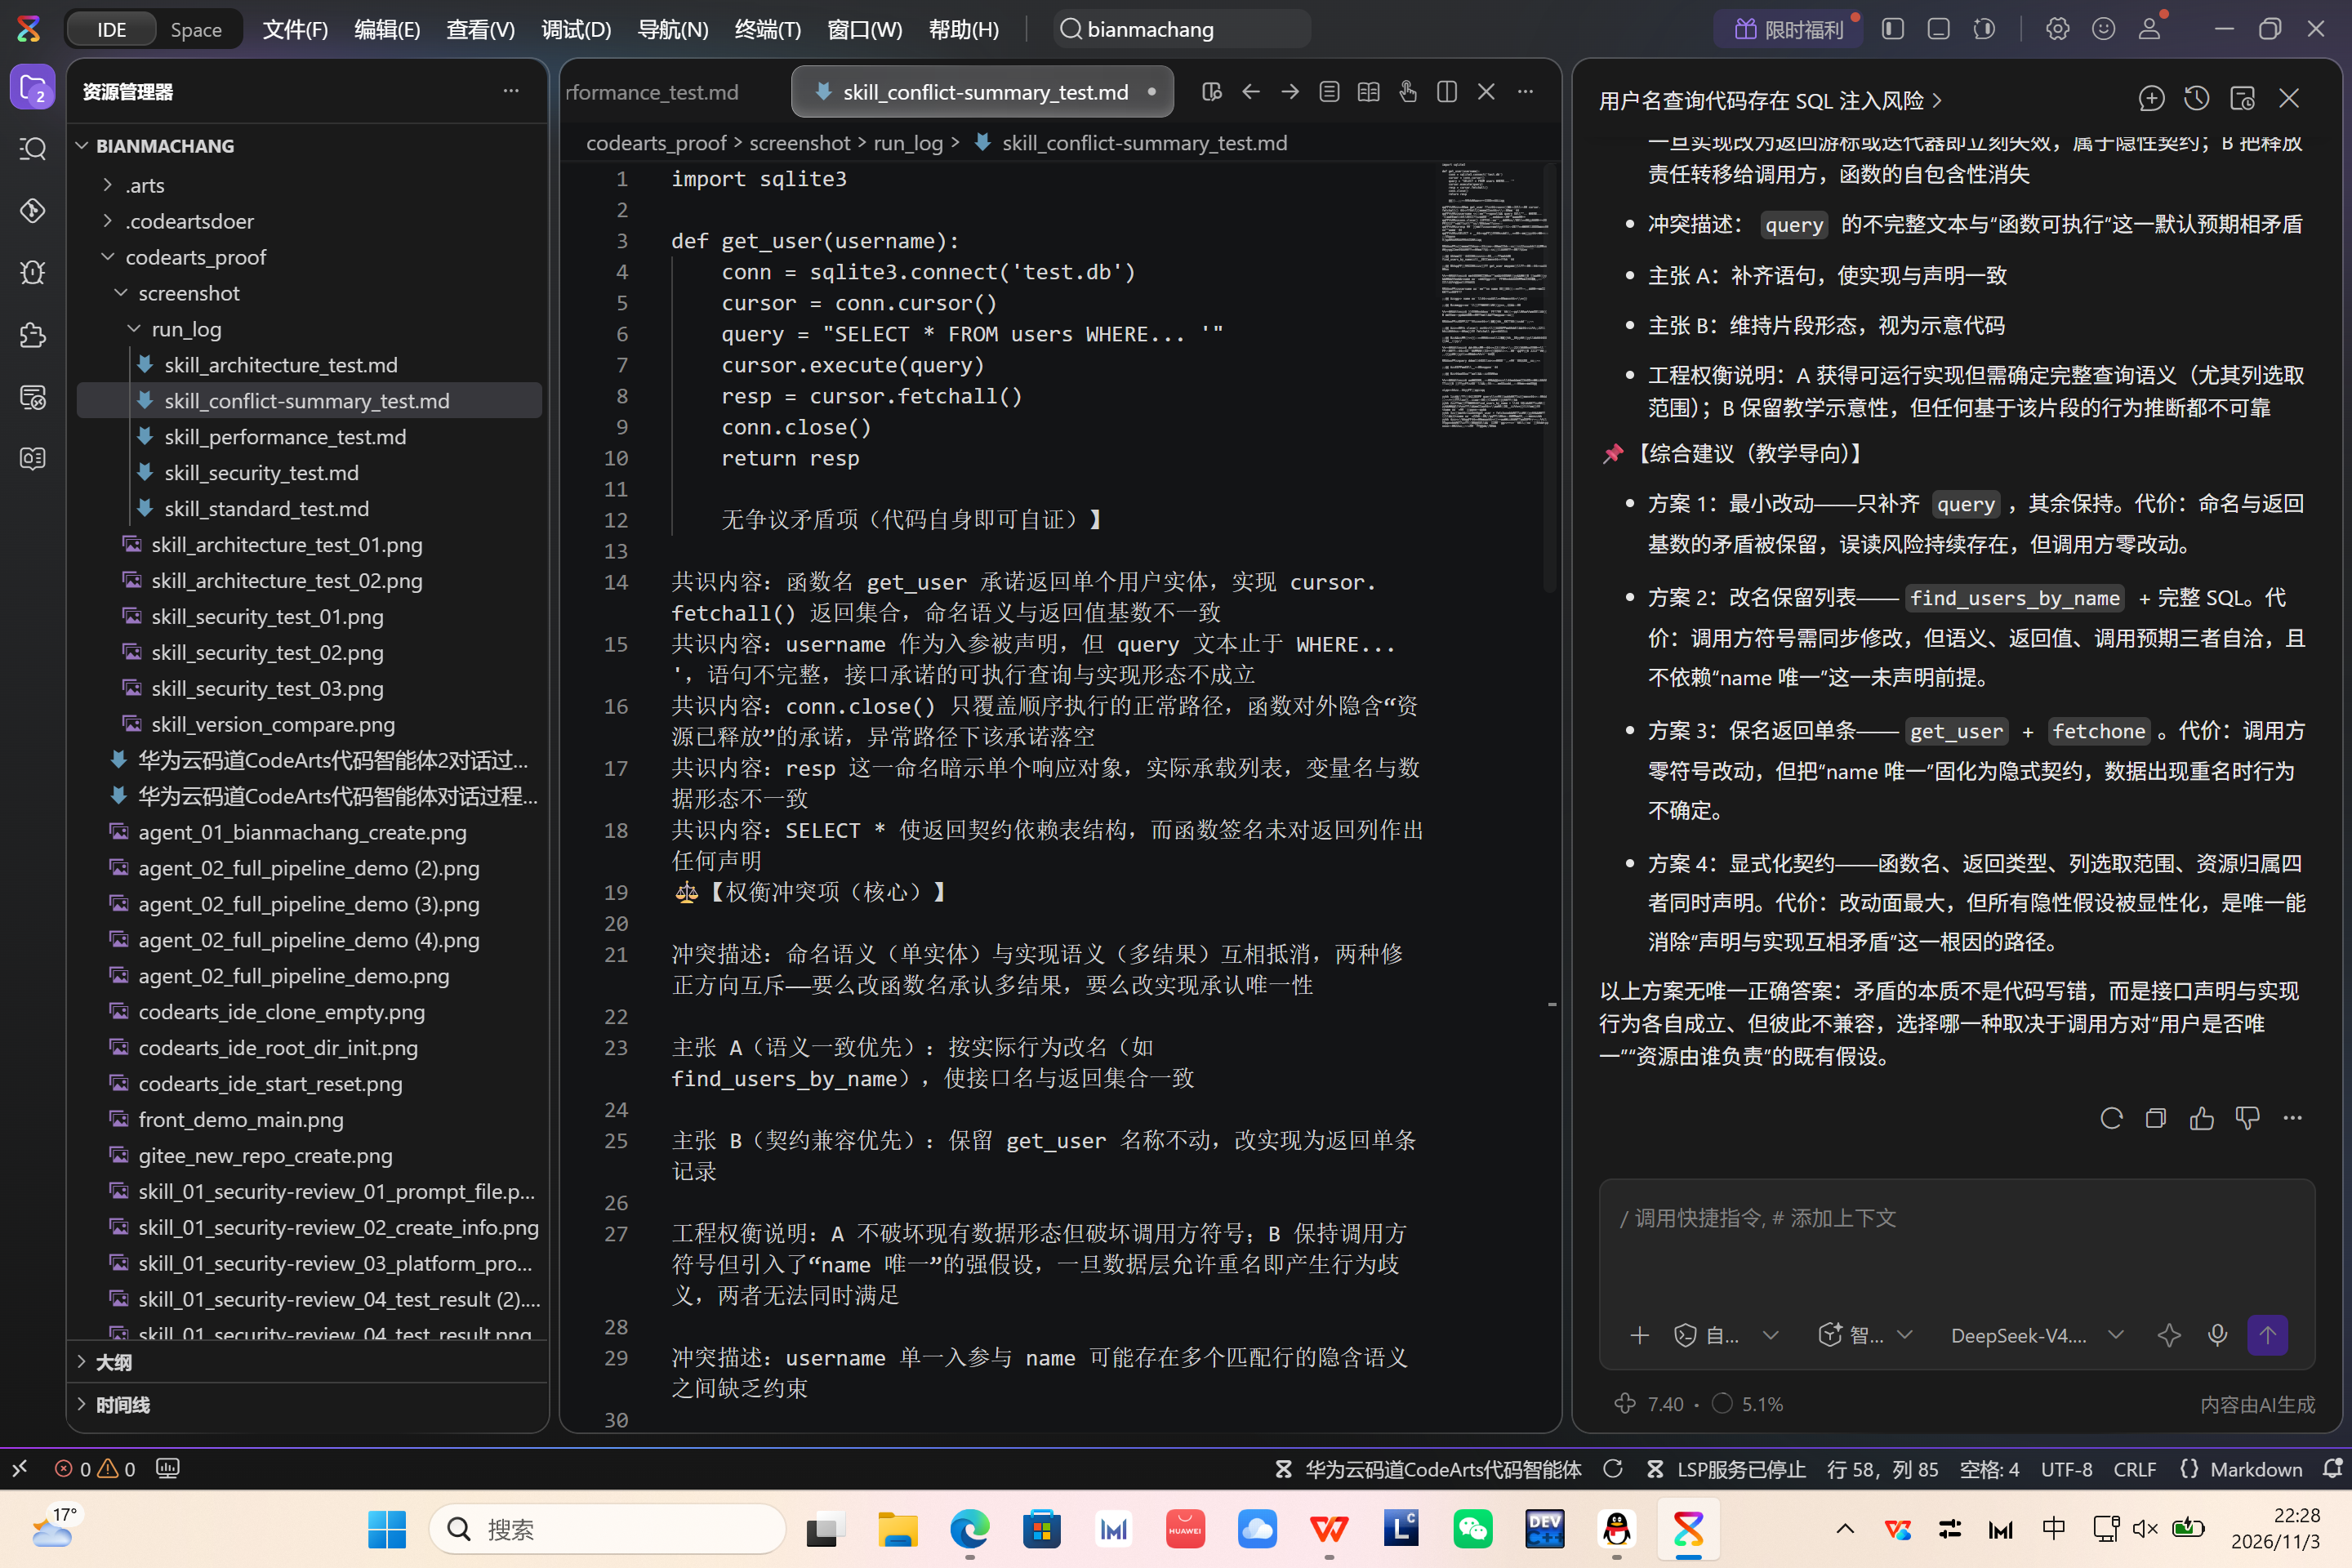 IDE
Space
文件(F)
编辑(E)
查看(V)
调试(D)
导航(N)
终端(T)
窗口(W)
帮助(H)
bianmachang
限时福利
2
资源管理器
BIANMACHANG
.arts
.codeartsdoer
codearts_proof
screenshot
run_log
skill_architecture_test.md
skill_conflict-summary_test.md
skill_performance_test.md
skill_security_test.md
skill_standard_test.md
skill_architecture_test_01.png
skill_architecture_test_02.png
skill_security_test_01.png
skill_security_test_02.png
skill_security_test_03.png
skill_version_compare.png
华为云码道CodeArts代码智能体2对话过...
华为云码道CodeArts代码智能体对话过程...
agent_01_bianmachang_create.png
agent_02_full_pipeline_demo (2).png
agent_02_full_pipeline_demo (3).png
agent_02_full_pipeline_demo (4).png
agent_02_full_pipeline_demo.png
codearts_ide_clone_empty.png
codearts_ide_root_dir_init.png
codearts_ide_start_reset.png
front_demo_main.png
gitee_new_repo_create.png
skill_01_security-review_01_prompt_file.p...
skill_01_security-review_02_create_info.png
skill_01_security-review_03_platform_pro...
skill_01_security-review_04_test_result (2)....
skill_01_security-review_04_test_result.png
大纲
时间线
rformance_test.md
skill_conflict-summary_test.md
codearts_proof > screenshot > run_log > skill_conflict-summary_test.md
1 import sqlite3
2
3 def get_user(username):
4 conn = sqlite3.connect('test.db')
5 cursor = conn.cursor()
6 query = "SELECT * FROM users WHERE... '"
7 cursor.execute(query)
8 resp = cursor.fetchall()
9 conn.close()
10 return resp
11
12 无争议矛盾项（代码自身即可自证）】
13
14 共识内容：函数名 get_user 承诺返回单个用户实体，实现 cursor.
fetchall() 返回集合，命名语义与返回值基数不一致
15 共识内容：username 作为入参被声明，但 query 文本止于 WHERE...
'，语句不完整，接口承诺的可执行查询与实现形态不成立
16 共识内容：conn.close() 只覆盖顺序执行的正常路径，函数对外隐含“资
源已释放”的承诺，异常路径下该承诺落空
17 共识内容：resp 这一命名暗示单个响应对象，实际承载列表，变量名与数
据形态不一致
18 共识内容：SELECT * 使返回契约依赖表结构，而函数签名未对返回列作出
任何声明
19 ⚖️【权衡冲突项（核心）】
20
21 冲突描述：命名语义（单实体）与实现语义（多结果）互相抵消，两种修
正方向互斥——要么改函数名承认多结果，要么改实现承认唯一性
22
23 主张 A（语义一致优先）：按实际行为改名（如
find_users_by_name），使接口名与返回集合一致
24
25 主张 B（契约兼容优先）：保留 get_user 名称不动，改实现为返回单条
记录
26
27 工程权衡说明：A 不破坏现有数据形态但破坏调用方符号；B 保持调用方
符号但引入了“name 唯一”的强假设，一旦数据层允许重名即产生行为歧
义，两者无法同时满足
28
29 冲突描述：username 单一入参与 name 可能存在多个匹配行的隐含语义
之间缺乏约束
30
用户名查询代码存在 SQL 注入风险 >
一旦实现改为返回游标或迭代器即立刻失效，属于隐性契约；B 把释放
责任转移给调用方，函数的自包含性消失
• 冲突描述： query 的不完整文本与“函数可执行”这一默认预期相矛盾
• 主张 A：补齐语句，使实现与声明一致
• 主张 B：维持片段形态，视为示意代码
• 工程权衡说明：A 获得可运行实现但需确定完整查询语义（尤其列选取
范围）；B 保留教学示意性，但任何基于该片段的行为推断都不可靠
📌【综合建议（教学导向）】
• 方案 1：最小改动——只补齐 query ，其余保持。代价：命名与返回
基数的矛盾被保留，误读风险持续存在，但调用方零改动。
• 方案 2：改名保留列表—— find_users_by_name + 完整 SQL。代
价：调用方符号需同步修改，但语义、返回值、调用预期三者自洽，且
不依赖“name 唯一”这一未声明前提。
• 方案 3：保名返回单条—— get_user + fetchone 。代价：调用方
零符号改动，但把“name 唯一”固化为隐式契约，数据出现重名时行为
不确定。
• 方案 4：显式化契约——函数名、返回类型、列选取范围、资源归属四
者同时声明。代价：改动面最大，但所有隐性假设被显性化，是唯一能
消除“声明与实现互相矛盾”这一根因的路径。
以上方案无唯一正确答案：矛盾的本质不是代码写错，而是接口声明与实现
行为各自成立、但彼此不兼容，选择哪一种取决于调用方对“用户是否唯
一”“资源由谁负责”的既有假设。
/ 调用快捷指令, # 添加上下文
自...
智...
DeepSeek-V4....
7.40 • 5.1%
内容由AI生成
0
0
华为云码道CodeArts代码智能体
LSP服务已停止
行 58，列 85
空格: 4
UTF-8
CRLF
Markdown
17°
搜索
HUAWEI
L C
DEV C++
中
22:28
2026/11/3